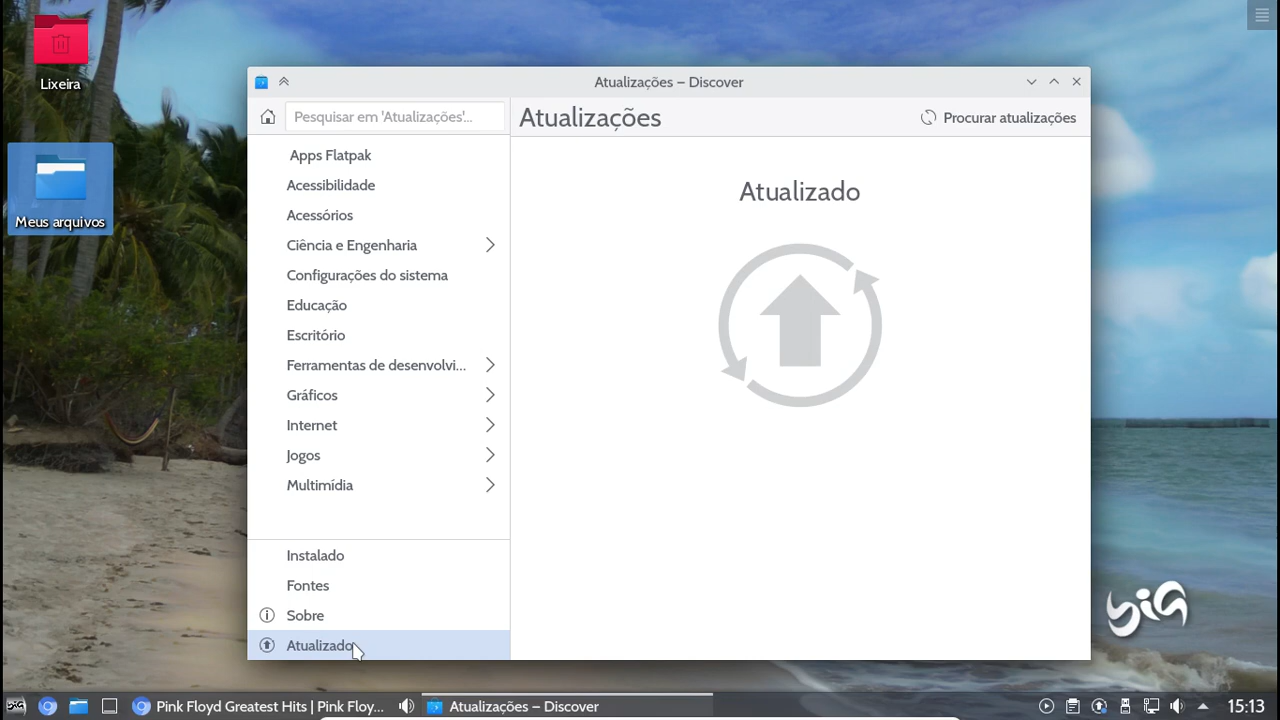 Lixeira
Meus arquivos
Atualizações – Discover
Pesquisar em 'Atualizações'...
Atualizações
Procurar atualizações
Apps Flatpak
Acessibilidade
Acessórios
Ciência e Engenharia
Configurações do sistema
Educação
Escritório
Ferramentas de desenvolvi...
Gráficos
Internet
Jogos
Multimídia
Instalado
Fontes
Sobre
Atualizado
Atualizado
big
Pink Floyd Greatest Hits | Pink Floy...
Atualizações – Discover
15:13